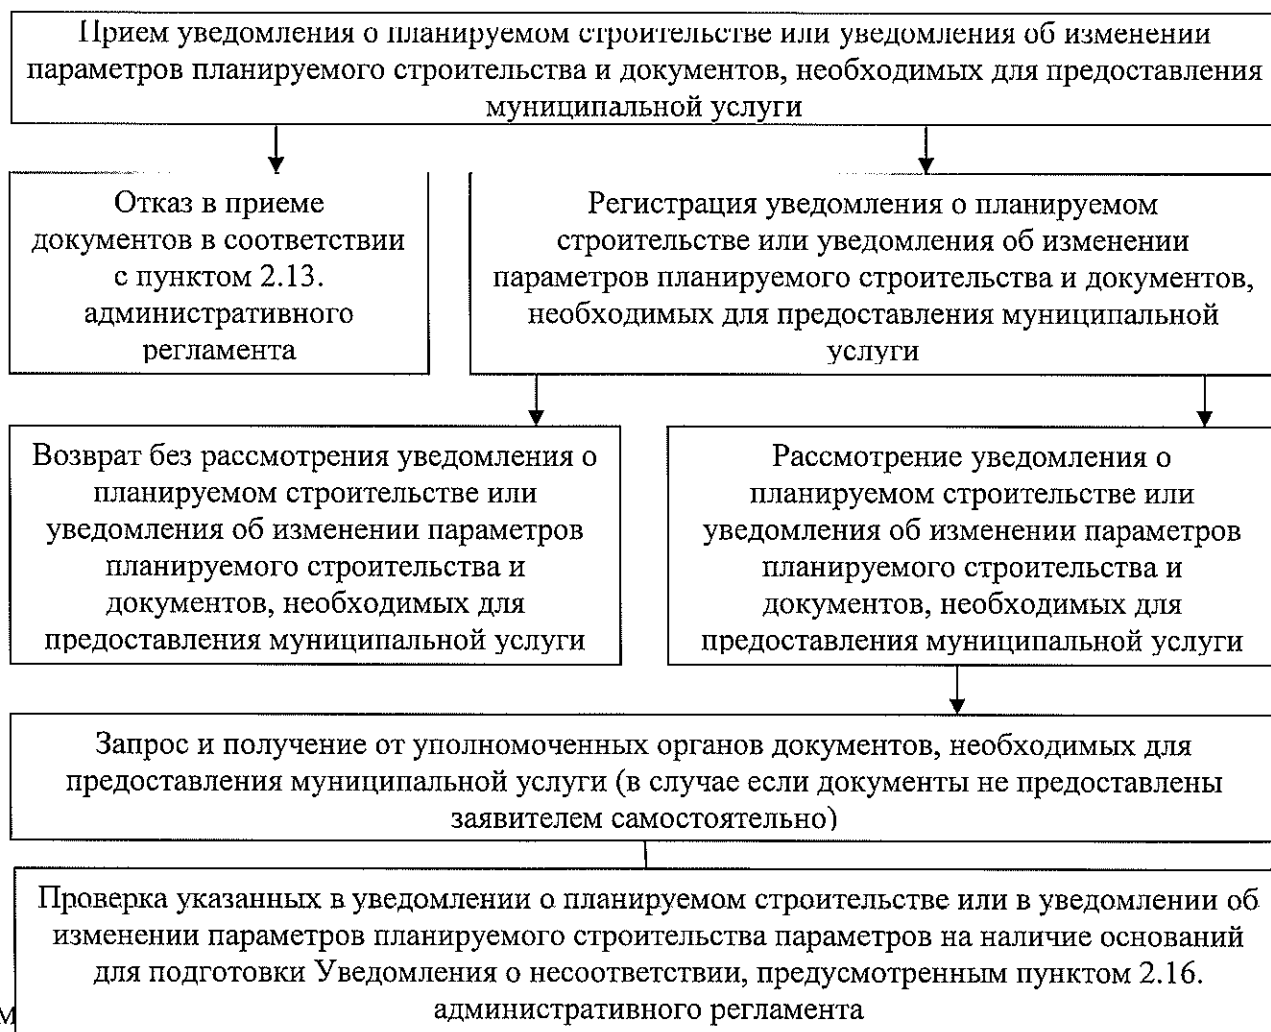 Прием уведомления о планируемом строительстве или уведомления об изменении
параметров планируемого строительства и документов, необходимых для предоставления
муниципальной услуги
Отказ в приеме
документов в соответствии
с пунктом 2.13.
административного
регламента
Регистрация уведомления о планируемом
строительстве или уведомления об изменении
параметров планируемого строительства и документов,
необходимых для предоставления муниципальной
услуги
Возврат без рассмотрения уведомления о
планируемом строительстве или
уведомления об изменении параметров
планируемого строительства и
документов, необходимых для
предоставления муниципальной услуги
Рассмотрение уведомления о
планируемом строительстве или
уведомления об изменении параметров
планируемого строительства и
документов, необходимых для
предоставления муниципальной услуги
Запрос и получение от уполномоченных органов документов, необходимых для
предоставления муниципальной услуги (в случае если документы не предоставлены
заявителем самостоятельно)
Проверка указанных в уведомлении о планируемом строительстве или в уведомлении об
изменении параметров планируемого строительства параметров на наличие оснований
для подготовки Уведомления о несоответствии, предусмотренным пунктом 2.16.
административного регламента
м